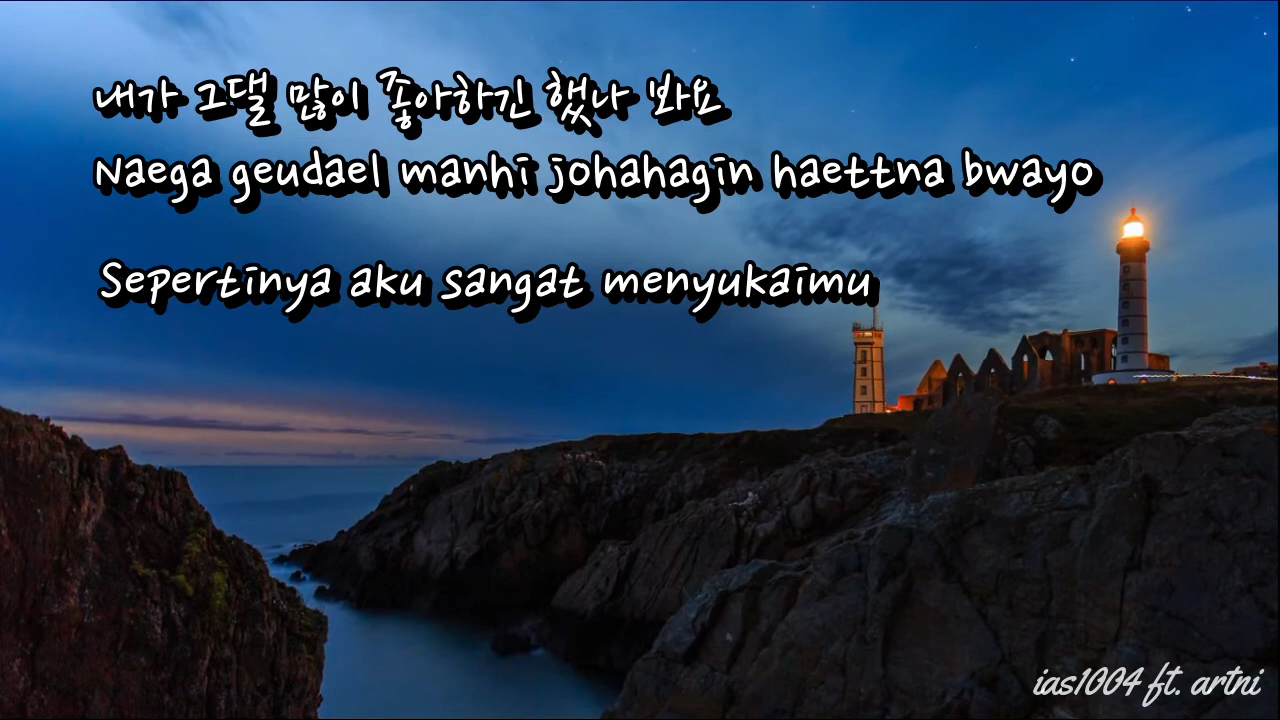 내가 그댈 많이 좋아하긴 했나 봐요
Naega geudael manhi johahagin haettna bwayo
Sepertinya aku sangat menyukaimu
ias1004 ft. artni